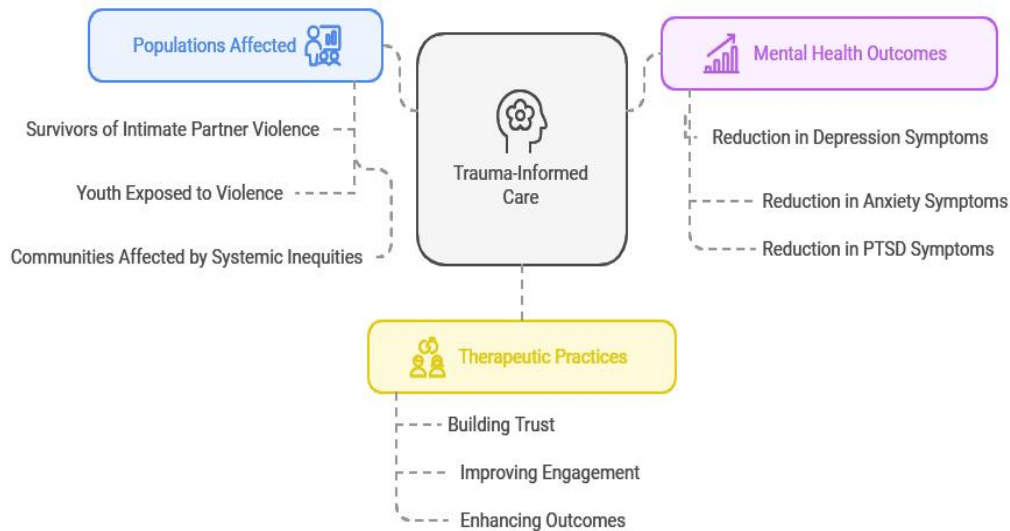 Populations Affected
Survivors of Intimate Partner Violence
Youth Exposed to Violence
Communities Affected by Systemic Inequities
Trauma-Informed
Care
Mental Health Outcomes
Reduction in Depression Symptoms
Reduction in Anxiety Symptoms
Reduction in PTSD Symptoms
Therapeutic Practices
Building Trust
Improving Engagement
Enhancing Outcomes